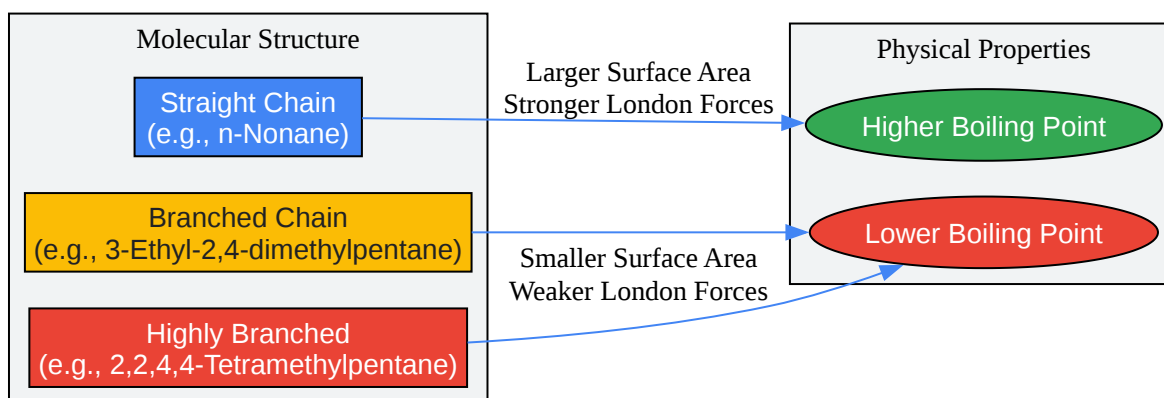 Molecular Structure
Straight Chain
(e.g., n-Nonane)
Branched Chain
(e.g., 3-Ethyl-2,4-dimethylpentane)
Highly Branched
(e.g., 2,2,4,4-Tetramethylpentane)
Larger Surface Area
Stronger London Forces
Smaller Surface Area
Weaker London Forces
Physical Properties
Higher Boiling Point
Lower Boiling Point